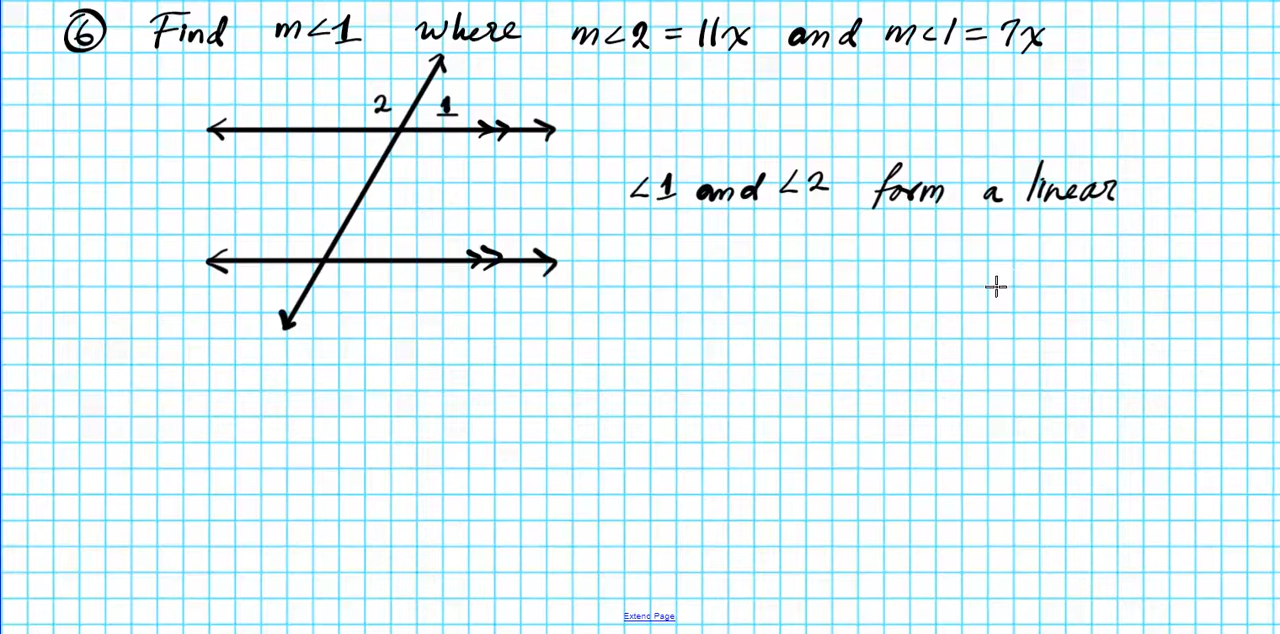 6 Find m∠1 where m∠2 = 11x and m∠1 = 7x
2 1
∠1 and ∠2 form a linear
Extend Page